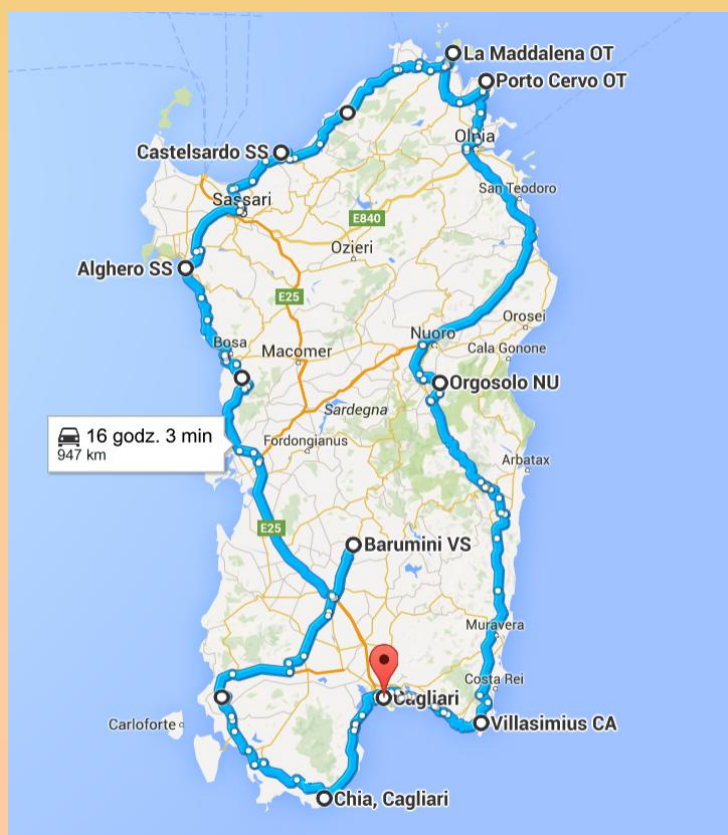 La Maddalena OT
Porto Cervo OT
Olbia
Castelsardo SS
San Teodoro
Sassari
E840
Ozieri
Alghero SS
E25
Orosei
Nuoro
Bosa
Macomer
Cala Gonone
Orgosolo NU
Sardegna
16 godz. 3 min
947 km
Fordongianus
Arbatax
E25
Barumini VS
Muravera
Costa Rei
Cagliari
Carloforte
Villasimius CA
Chia, Cagliari